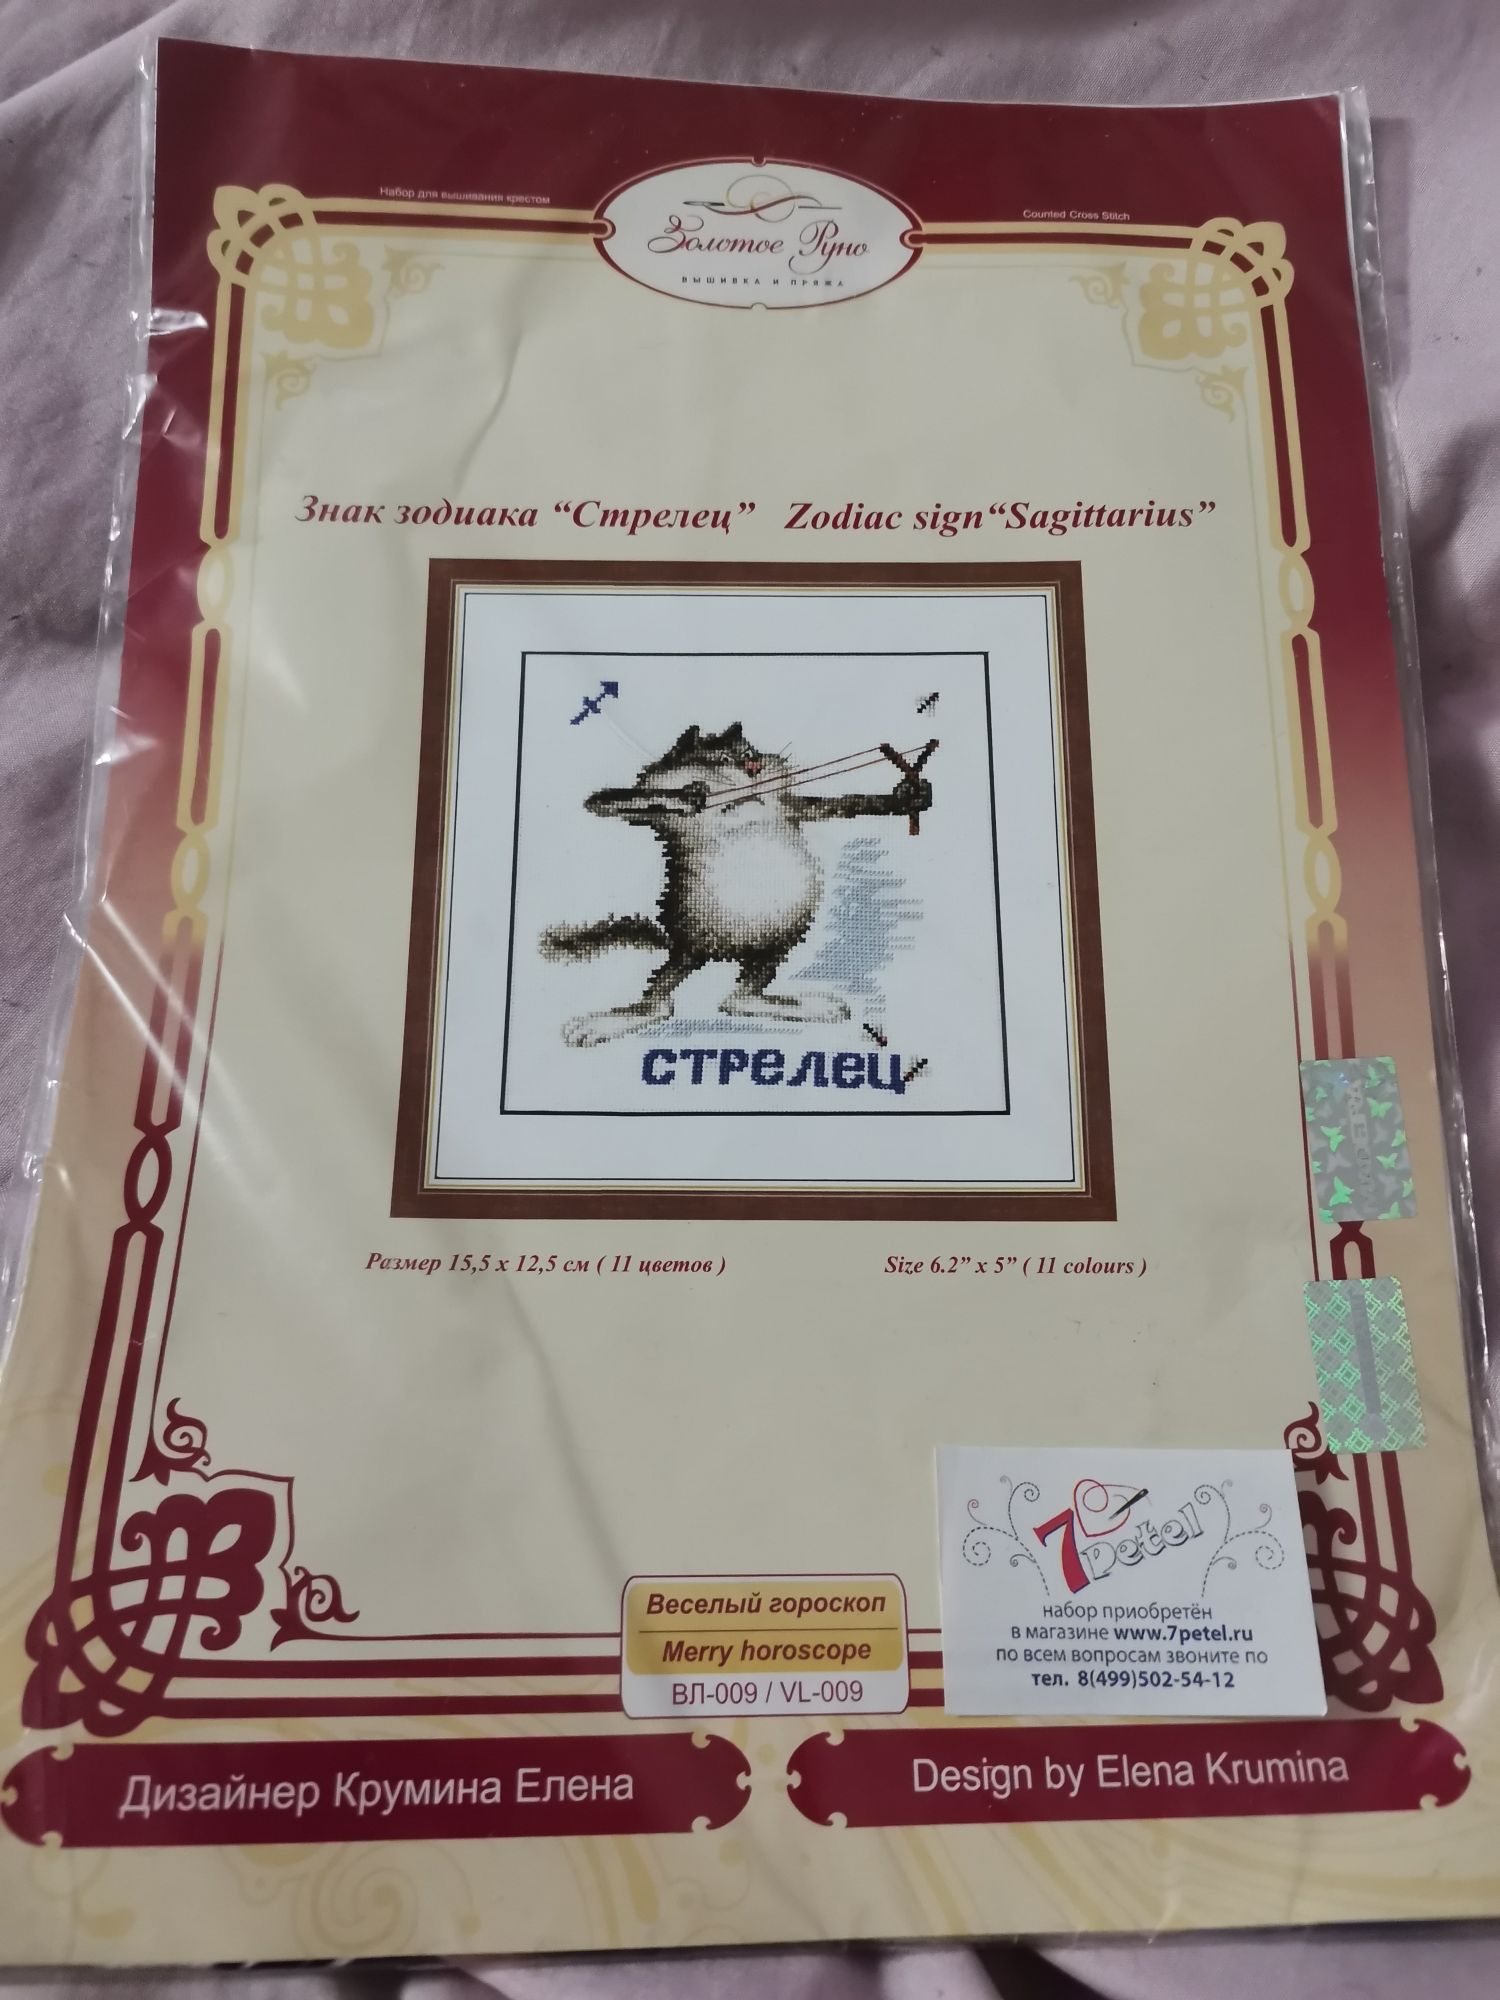 Набор для вышивания крестом
Counted Cross Stitch
Золотое Руно
ВЫШИВКА И ПРЯЖА
Знак зодиака “Стрелец” Zodiac sign“Sagittarius”
стрелец
Размер 15,5 х 12,5 см ( 11 цветов )
Size 6.2” x 5” ( 11 colours )
7 Petel
набор приобретён
в магазине www.7petel.ru
по всем вопросам звоните по
тел. 8(499)502-54-12
Веселый гороскоп
Merry horoscope
ВЛ-009 / VL-009
Дизайнер Крумина Елена
Design by Elena Krumina